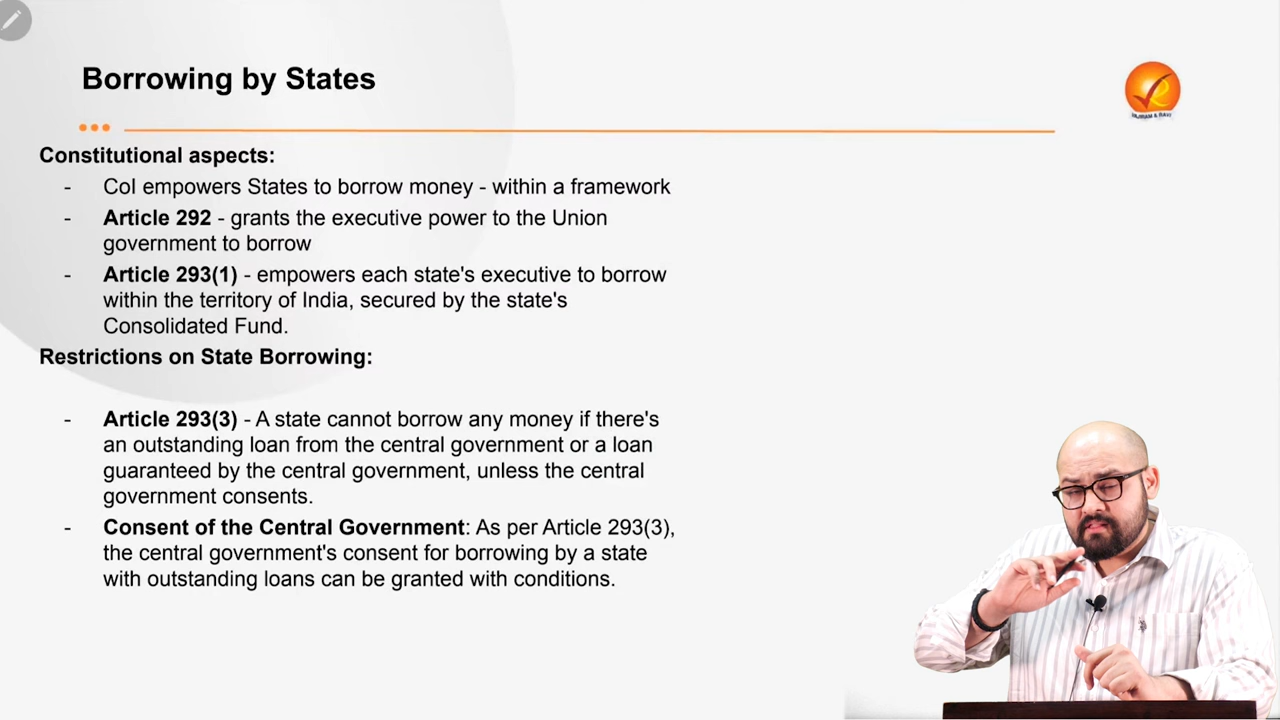 Borrowing by States
VAJIRAM & RAVI
Constitutional aspects:
- CoI empowers States to borrow money - within a framework
- Article 292 - grants the executive power to the Union
government to borrow
- Article 293(1) - empowers each state's executive to borrow
within the territory of India, secured by the state's
Consolidated Fund.
Restrictions on State Borrowing:
- Article 293(3) - A state cannot borrow any money if there's
an outstanding loan from the central government or a loan
guaranteed by the central government, unless the central
government consents.
- Consent of the Central Government: As per Article 293(3),
the central government's consent for borrowing by a state
with outstanding loans can be granted with conditions.